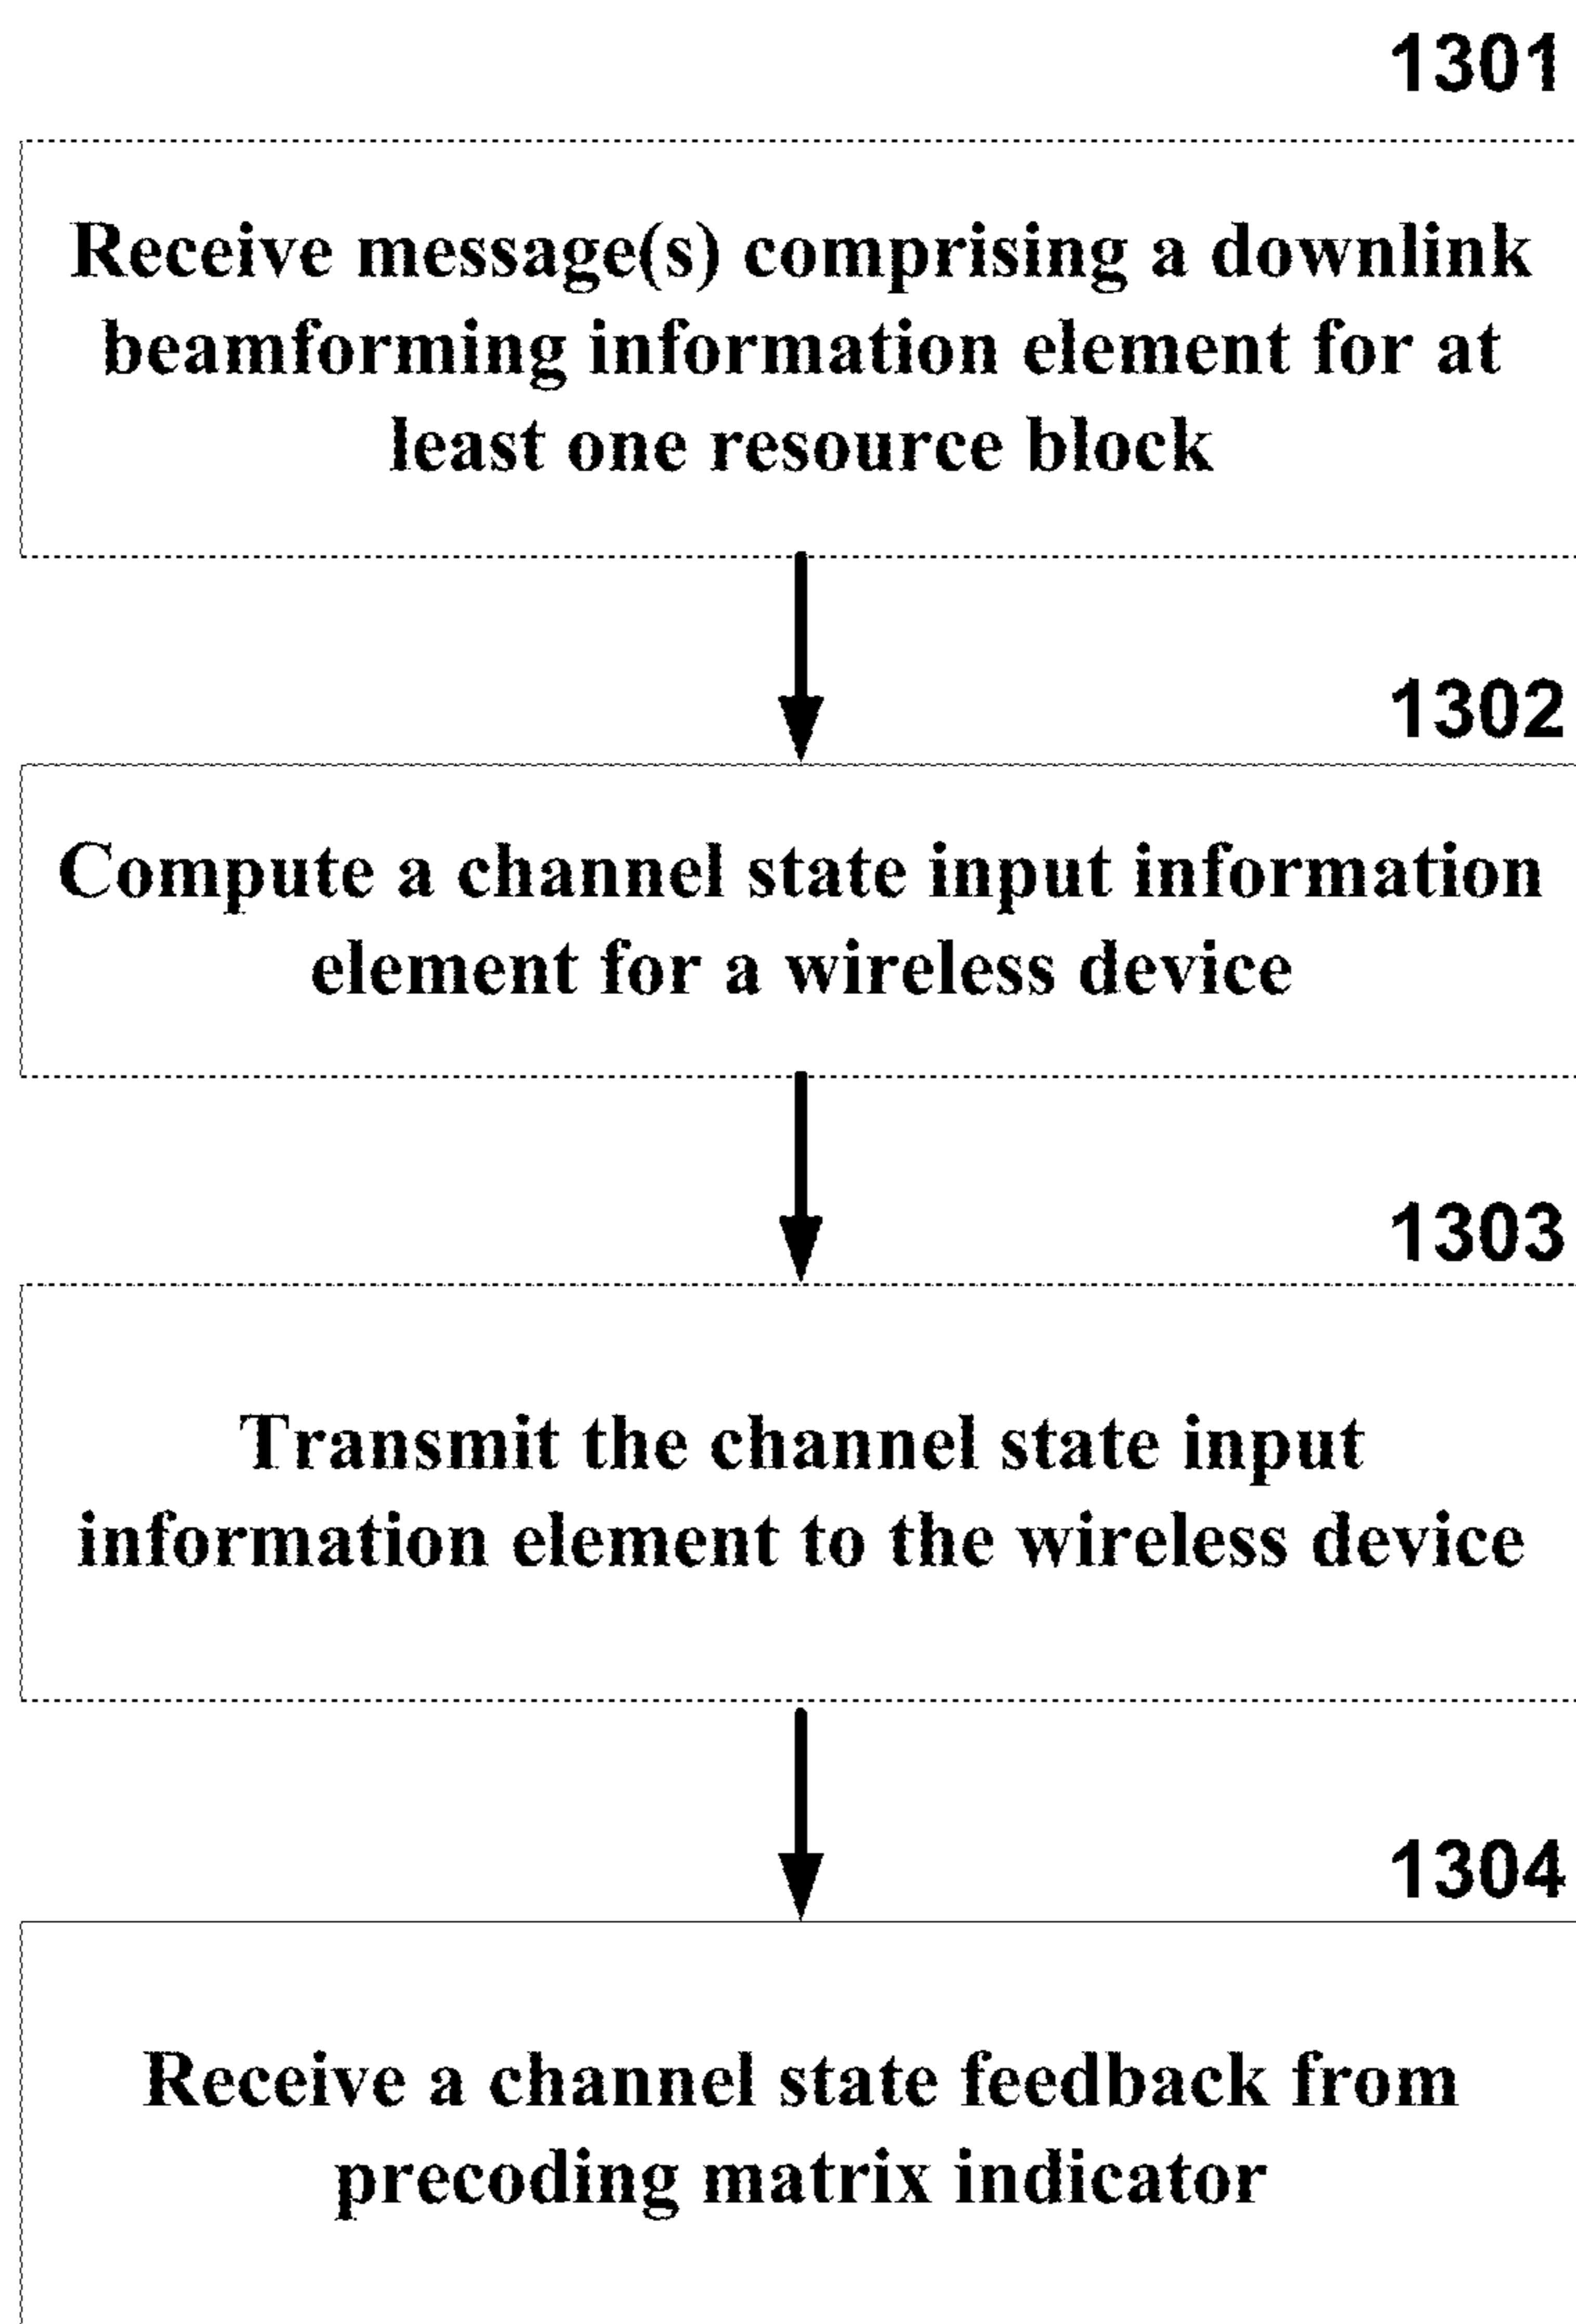 1301
Receive message(s) comprising a downlink
beamforming information element for at
least one resource block
1302
Compute a channel state input information
element for a wireless device
1303
Transmit the channel state input
information element to the wireless device
1304
Receive a channel state feedback from
precoding matrix indicator